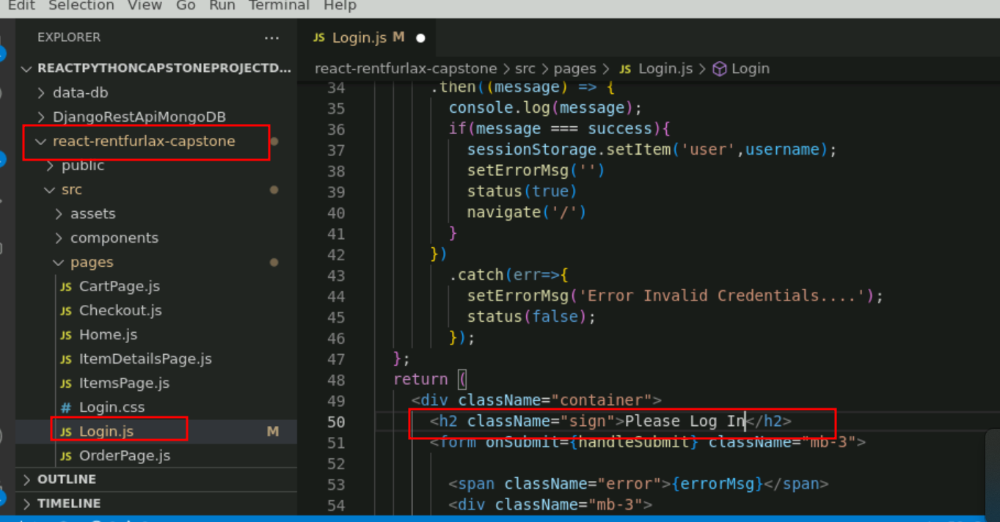 Edit Selection View Go Run Terminal Help
EXPLORER ...
REACTPYTHONCAPSTONEPROJECTD...
data-db
DjangoRestApiMongoDB
react-rentfurlax-capstone
public
src
assets
components
pages
JS CartPage.js
JS Checkout.js
JS Home.js
JS ItemDetailsPage.js
JS ItemsPage.js
# Login.css
JS Login.js M
JS OrderPage.js
OUTLINE
TIMELINE
JS Login.js M
react-rentfurlax-capstone > src > pages > JS Login.js > Login
34 .then((message) => {
35 console.log(message);
36 if(message === success){
37 sessionStorage.setItem('user',username);
38 setErrorMsg('')
39 status(true)
40 navigate('/')
41 }
42 })
43 .catch(err=>{
44 setErrorMsg('Error Invalid Credentials....');
45 status(false);
46 });
47 };
48 return (
49 <div className="container">
50 <h2 className="sign">Please Log In</h2>
51 <form onSubmit={handleSubmit} className="mb-3">
52
53 <span className="error">{errorMsg}</span>
54 <div className="mb-3">